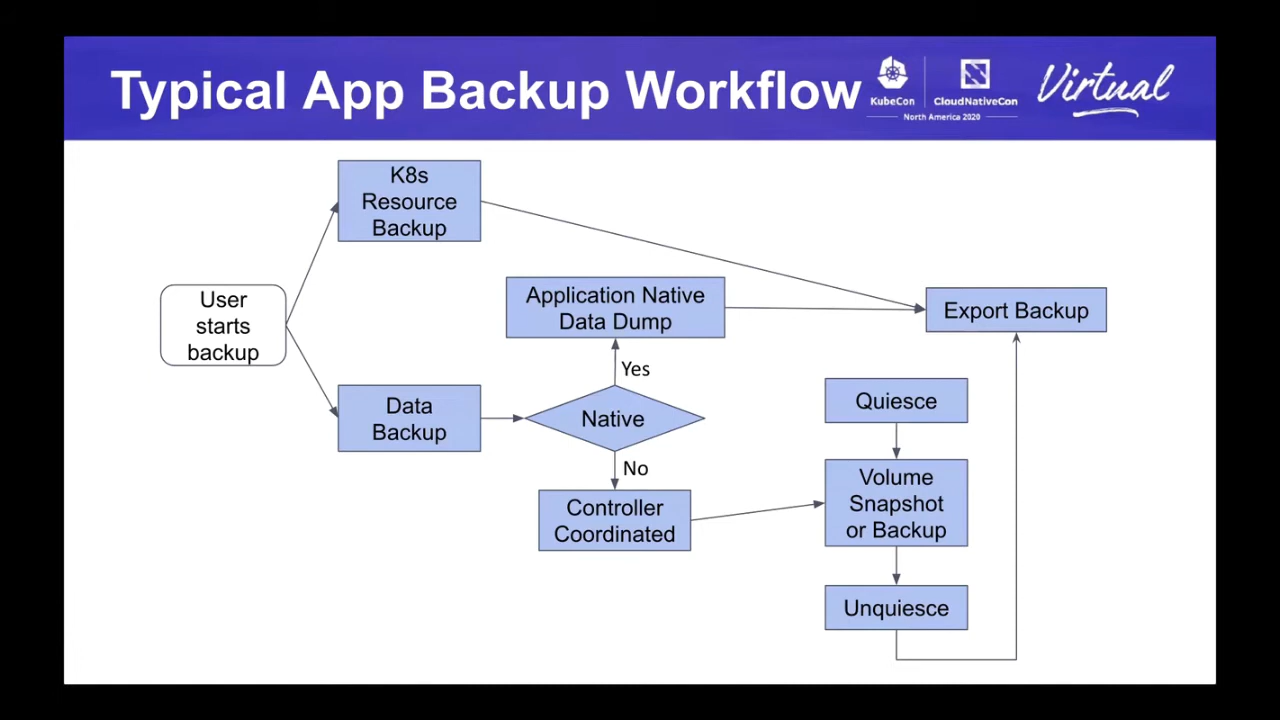 Typical App Backup Workflow
KubeCon
CloudNativeCon
North America 2020
Virtual
K8s
Resource
Backup
User
starts
backup
Application Native
Data Dump
Export Backup
Yes
Data
Backup
Native
Quiesce
No
Controller
Coordinated
Volume
Snapshot
or Backup
Unquiesce